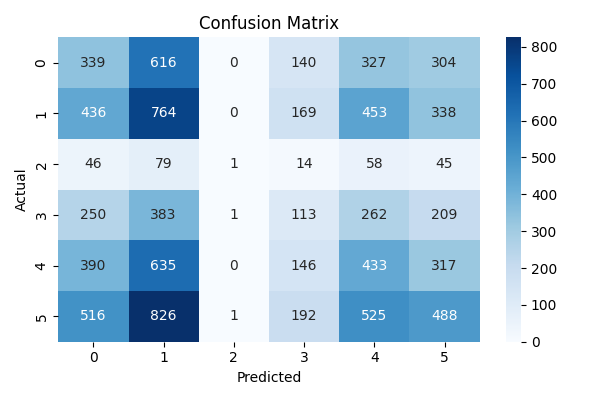 Confusion Matrix
Actual
0 339 616 0 140 327 304
1 436 764 0 169 453 338
2 46 79 1 14 58 45
3 250 383 1 113 262 209
4 390 635 0 146 433 317
5 516 826 1 192 525 488
0 1 2 3 4 5
Predicted
800
700
600
500
400
300
200
100
0